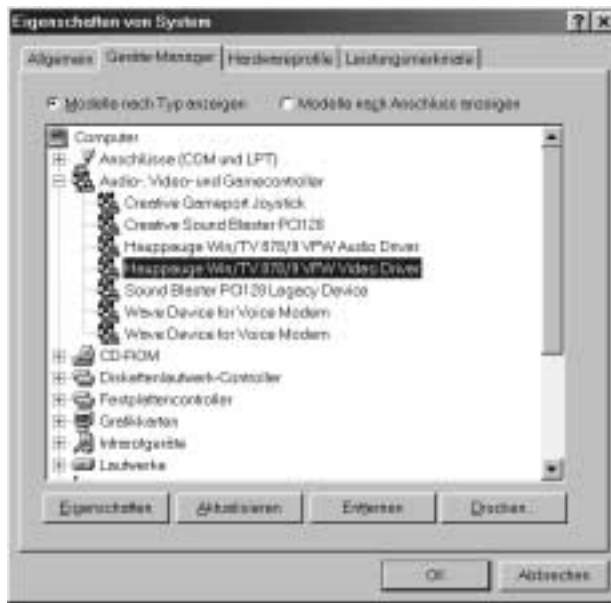 Eigenschaften von System
Allgemein Geräte-Manager Hardwareprofile Leistungsmerkmale
Modelle nach Typ anzeigen Modelle nach Anschluss anzeigen
Computer
Anschlüsse (COM und LPT)
Audio-, Video- und Gamecontroller
Creative Gameport Joystick
Creative Sound Blaster PCI128
Hauppauge Win/TV 878/9 VFW Audio Driver
Hauppauge Win/TV 878/9 VFW Video Driver
Sound Blaster PCI128 Legacy Device
Wave Device for Voice Modem
Wave Device for Voice Modem
CD-ROM
Diskettenlaufwerk-Controller
Festplattencontroller
Grafikkarten
Infrarotgeräte
Laufwerke
Eigenschaften Aktualisieren Entfernen Drucken...
OK Abbrechen